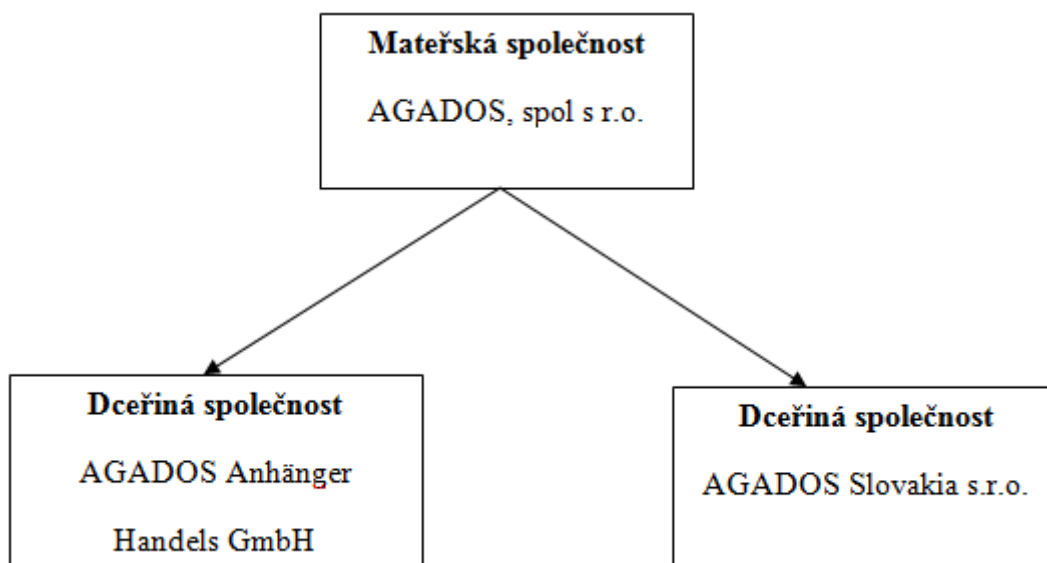 Mateřská společnost
AGADOS, spol s r.o.
Dceřiná společnost
AGADOS Anhänger
Handels GmbH
Dceřiná společnost
AGADOS Slovakia s.r.o.